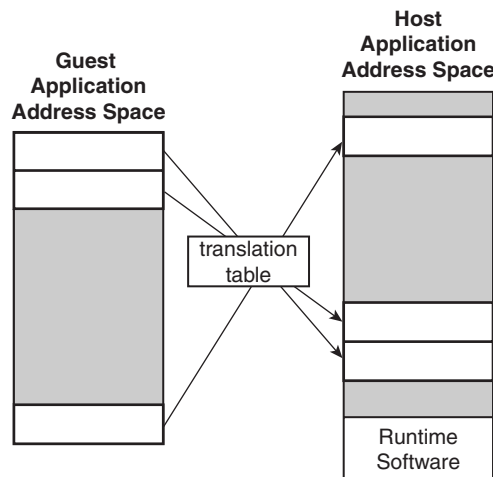 Guest
Application
Address Space
Host
Application
Address Space
translation
table
Runtime
Software